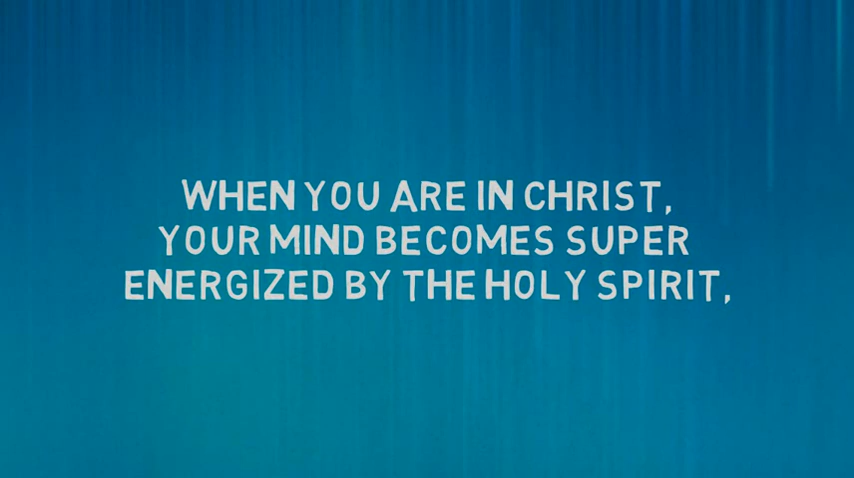 WHEN YOU ARE IN CHRIST,
YOUR MIND BECOMES SUPER
ENERGIZED BY THE HOLY SPIRIT,